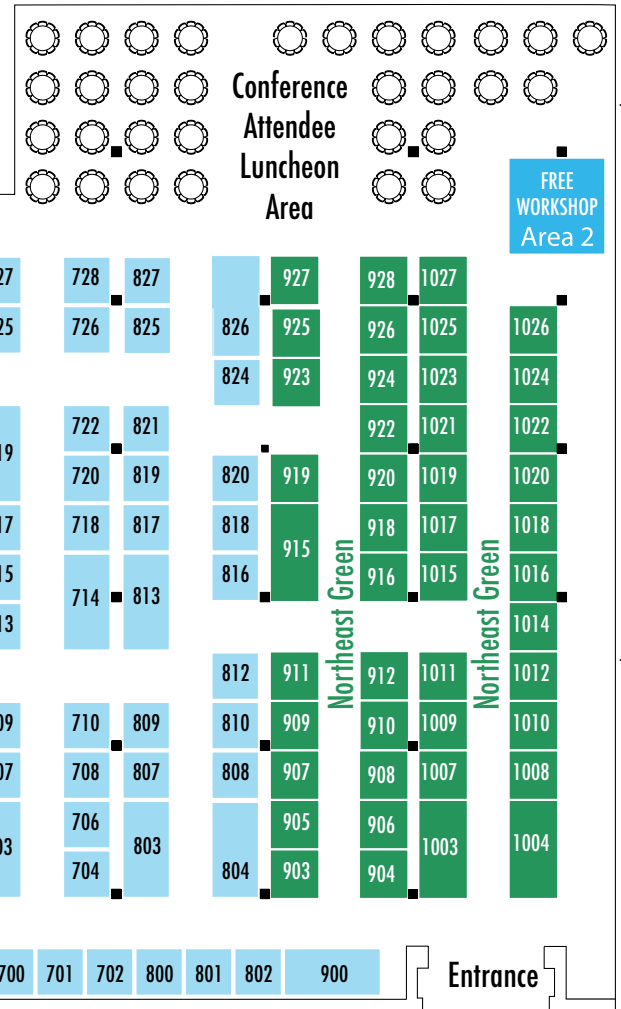 Conference
Attendee
Luncheon
Area
FREE
WORKSHOP
Area 2
27 728 827 927 928 1027
25 726 825 826 925 926 1025 1026
824 923 924 1023 1024
19 722 821 922 1021 1022
720 819 820 919 920 1019 1020
17 718 817 818 915 918 1017 1018
15 714 813 816 916 1015 1016
13 1014
Northeast Green
Northeast Green
812 911 912 1011 1012
09 710 809 810 909 910 1009 1010
07 708 807 808 907 908 1007 1008
03 706 803 905 906 1003 1004
704 804 903 904
700 701 702 800 801 802 900 Entrance